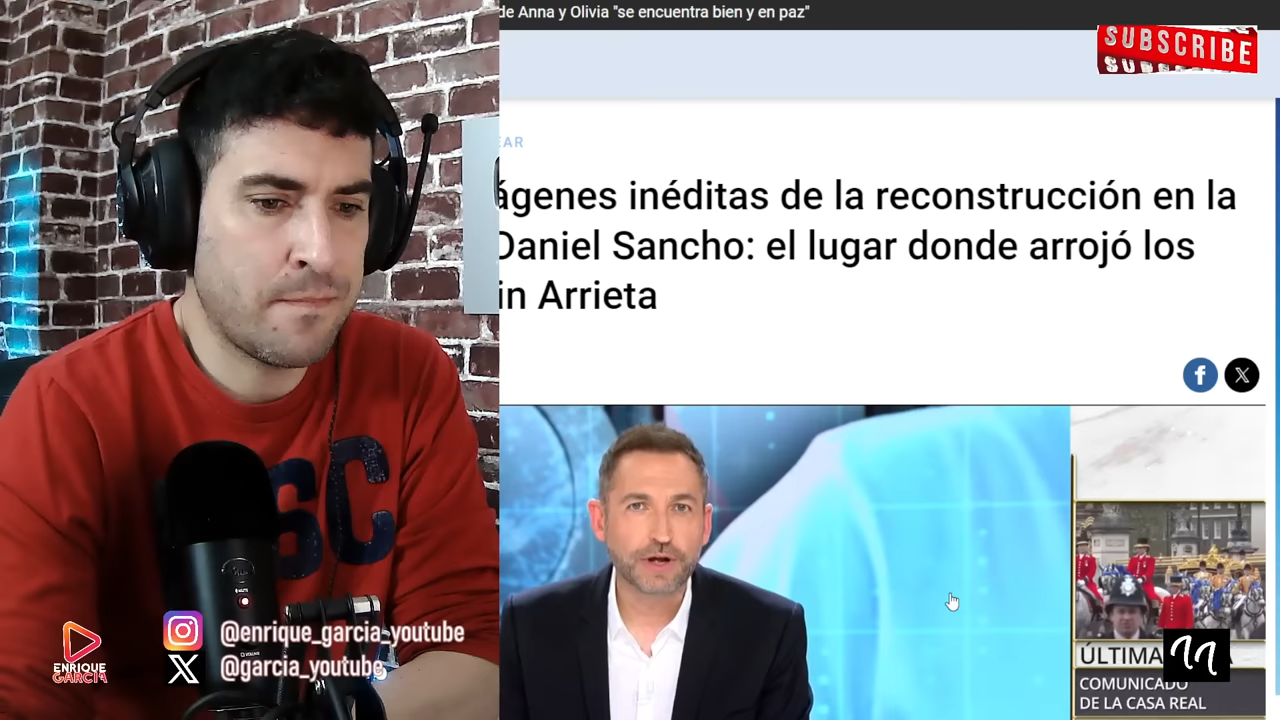 de Anna y Olivia "se encuentra bien y en paz"
SUBSCRIBE
EAR
ágenes inéditas de la reconstrucción en la
Daniel Sancho: el lugar donde arrojó los
in Arrieta
SC
ENRIQUE
GARCIA
@enrique_garcia_youtube
@garcia_youtube
ÚLTIMA
COMUNICADO
DE LA CASA REAL